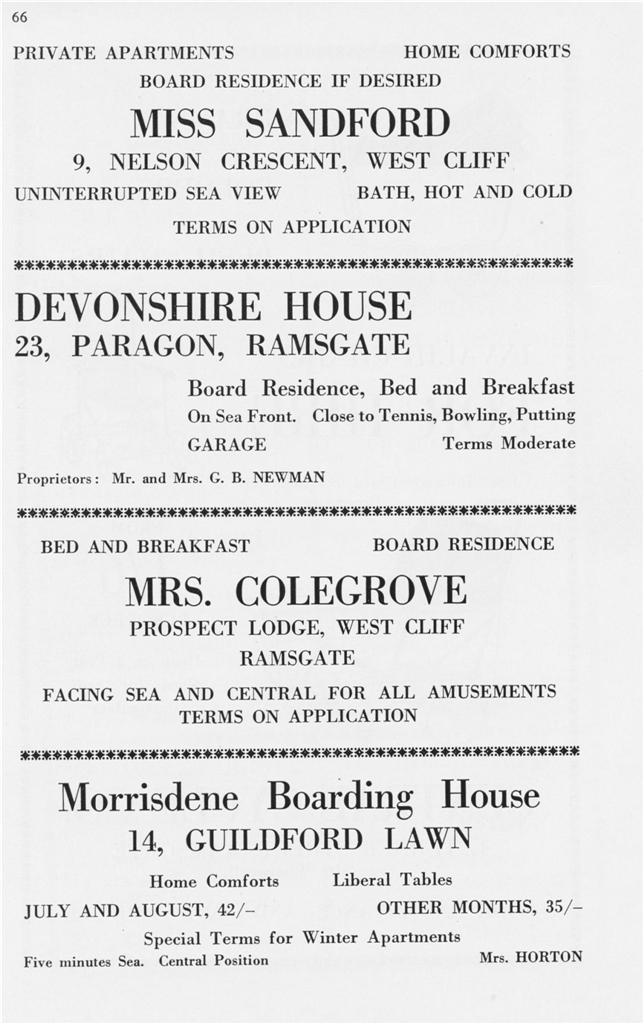 66
PRIVATE APARTMENTS HOME COMFORTS
BOARD RESIDENCE IF DESIRED
MISS SANDFORD
9, NELSON CRESCENT, WEST CLIFF
UNINTERRUPTED SEA VIEW BATH, HOT AND COLD
TERMS ON APPLICATION
DEVONSHIRE HOUSE
23, PARAGON, RAMSGATE
Board Residence, Bed and Breakfast
On Sea Front. Close to Tennis, Bowling, Putting
GARAGE Terms Moderate
Proprietors: Mr. and Mrs. G. B. NEWMAN
BED AND BREAKFAST BOARD RESIDENCE
MRS. COLEGROVE
PROSPECT LODGE, WEST CLIFF
RAMSGATE
FACING SEA AND CENTRAL FOR ALL AMUSEMENTS
TERMS ON APPLICATION
Morrisdene Boarding House
14, GUILDFORD LAWN
Home Comforts Liberal Tables
JULY AND AUGUST, 42/- OTHER MONTHS, 35/-
Special Terms for Winter Apartments
Five minutes Sea. Central Position Mrs. HORTON